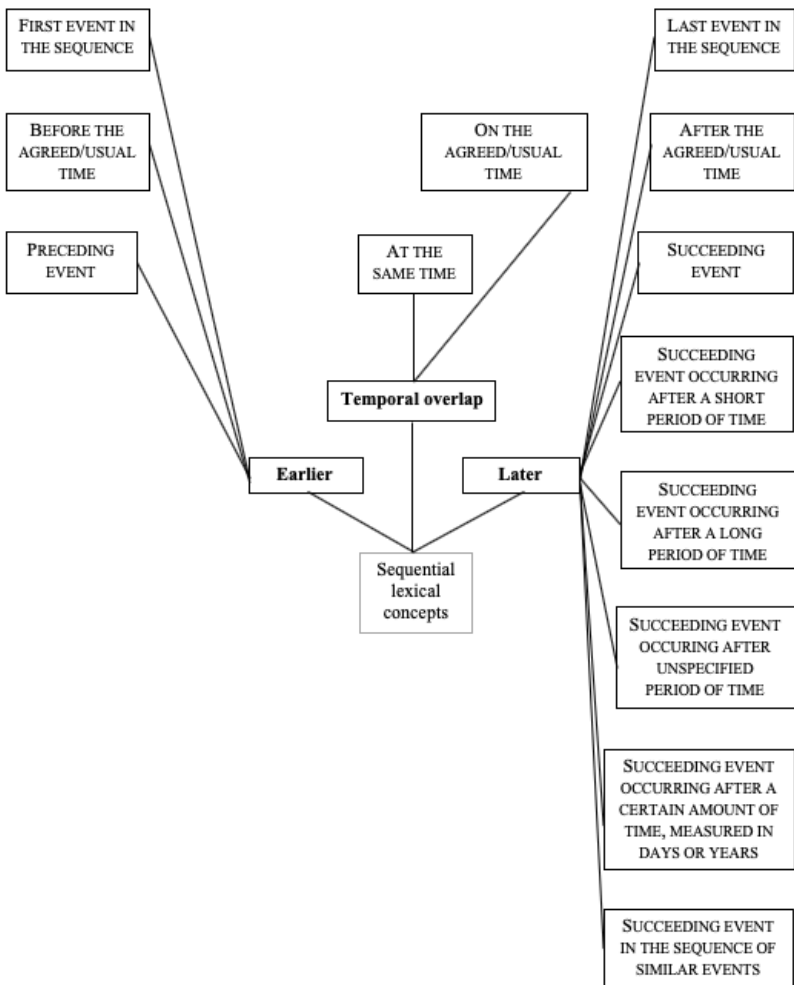 FIRST EVENT IN
THE SEQUENCE
LAST EVENT IN
THE SEQUENCE
BEFORE THE
AGREED/USUAL
TIME
ON THE
AGREED/USUAL
TIME
AFTER THE
AGREED/USUAL
TIME
PRECEDING
EVENT
AT THE
SAME TIME
SUCCEEDING
EVENT
SUCCEEDING
EVENT OCCURRING
AFTER A SHORT
PERIOD OF TIME
Temporal overlap
Earlier
Later
SUCCEEDING
EVENT OCCURRING
AFTER A LONG
PERIOD OF TIME
Sequential
lexical
concepts
SUCCEEDING EVENT
OCCURING AFTER
UNSPECIFIED
PERIOD OF TIME
SUCCEEDING EVENT
OCCURRING AFTER A
CERTAIN AMOUNT OF
TIME, MEASURED IN
DAYS OR YEARS
SUCCEEDING EVENT
IN THE SEQUENCE OF
SIMILAR EVENTS